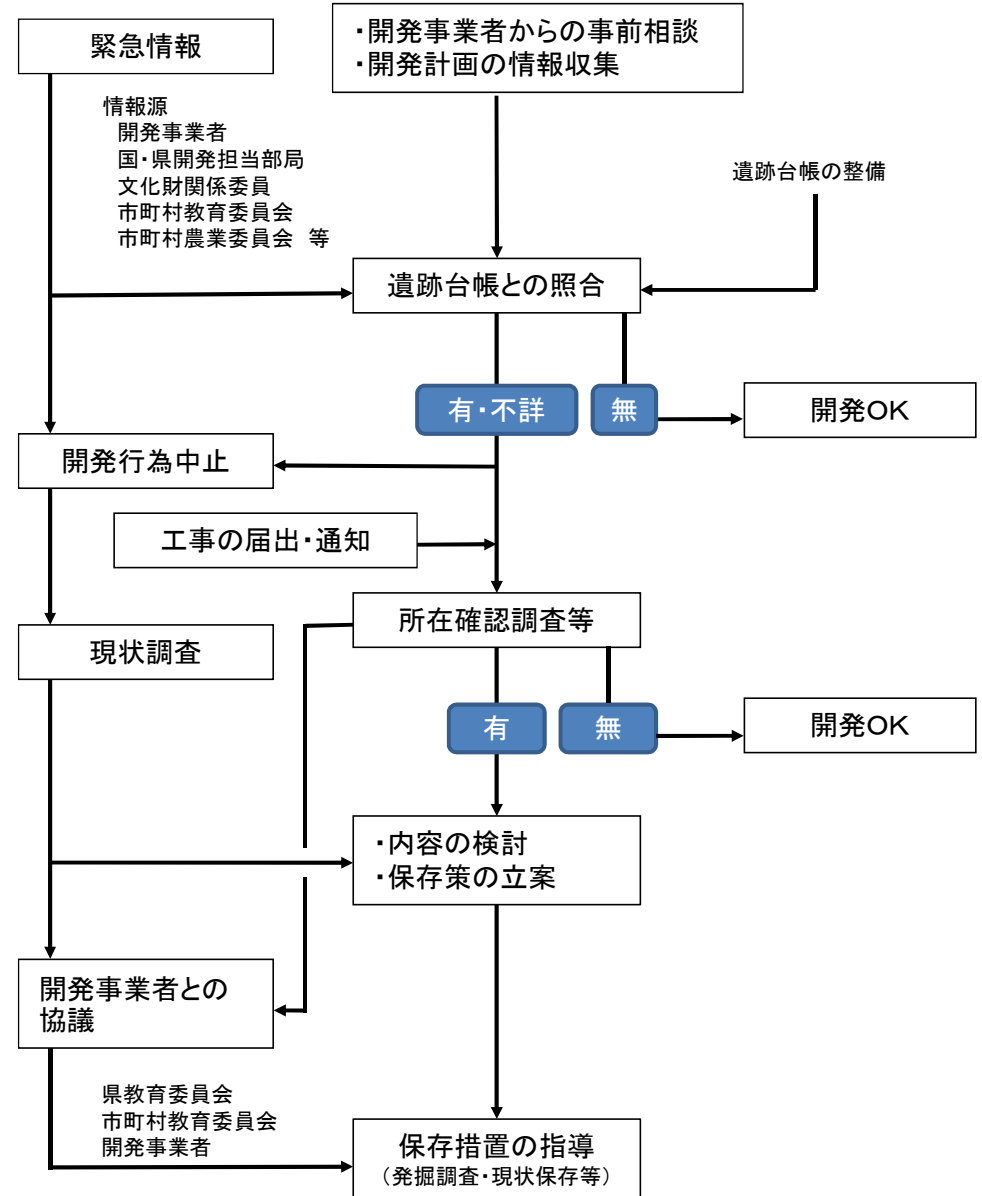 緊急情報
・開発事業者からの事前相談
・開発計画の情報収集
情報源
開発事業者
国・県開発担当部局
文化財関係委員
市町村教育委員会
市町村農業委員会　等
遺跡台帳の整備
遺跡台帳との照合
有・不詳
無
開発OK
開発行為中止
工事の届出・通知
所在確認調査等
現状調査
有
無
開発OK
・内容の検討
・保存策の立案
開発事業者との
協議
県教育委員会
市町村教育委員会
開発事業者
保存措置の指導
（発掘調査・現状保存等）